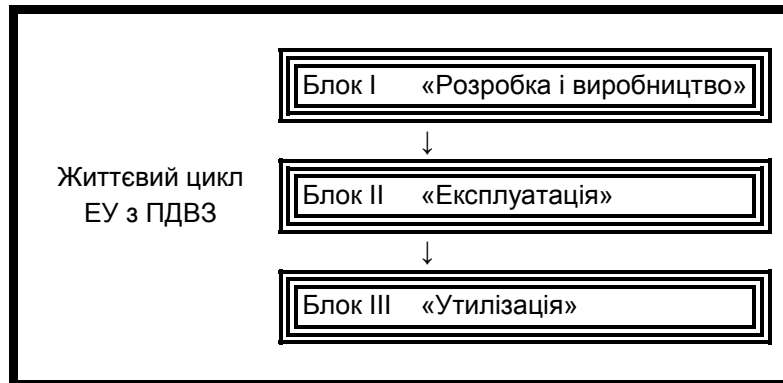 Блок I «Розробка і виробництво»
↓
Життєвий цикл
ЕУ з ПДВЗ
Блок II «Експлуатація»
↓
Блок III «Утилізація»